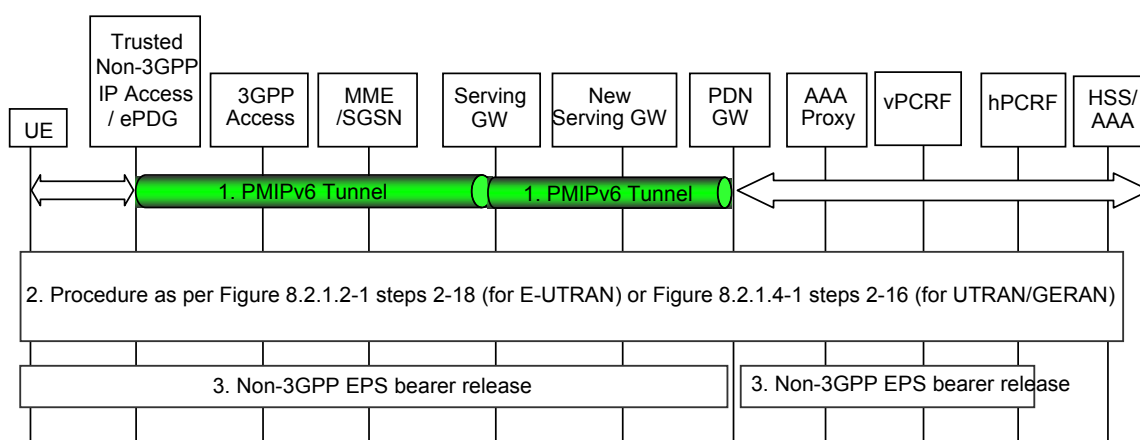 Trusted
Non-3GPP
IP Access
/ ePDG
UE
3GPP
Access
MME
/SGSN
Serving
GW
New
Serving GW
PDN
GW
AAA
Proxy
vPCRF
hPCRF
HSS/
AAA
1. PMIPv6 Tunnel
1. PMIPv6 Tunnel
2. Procedure as per Figure 8.2.1.2-1 steps 2-18 (for E-UTRAN) or Figure 8.2.1.4-1 steps 2-16 (for UTRAN/GERAN)
3. Non-3GPP EPS bearer release
3. Non-3GPP EPS bearer release